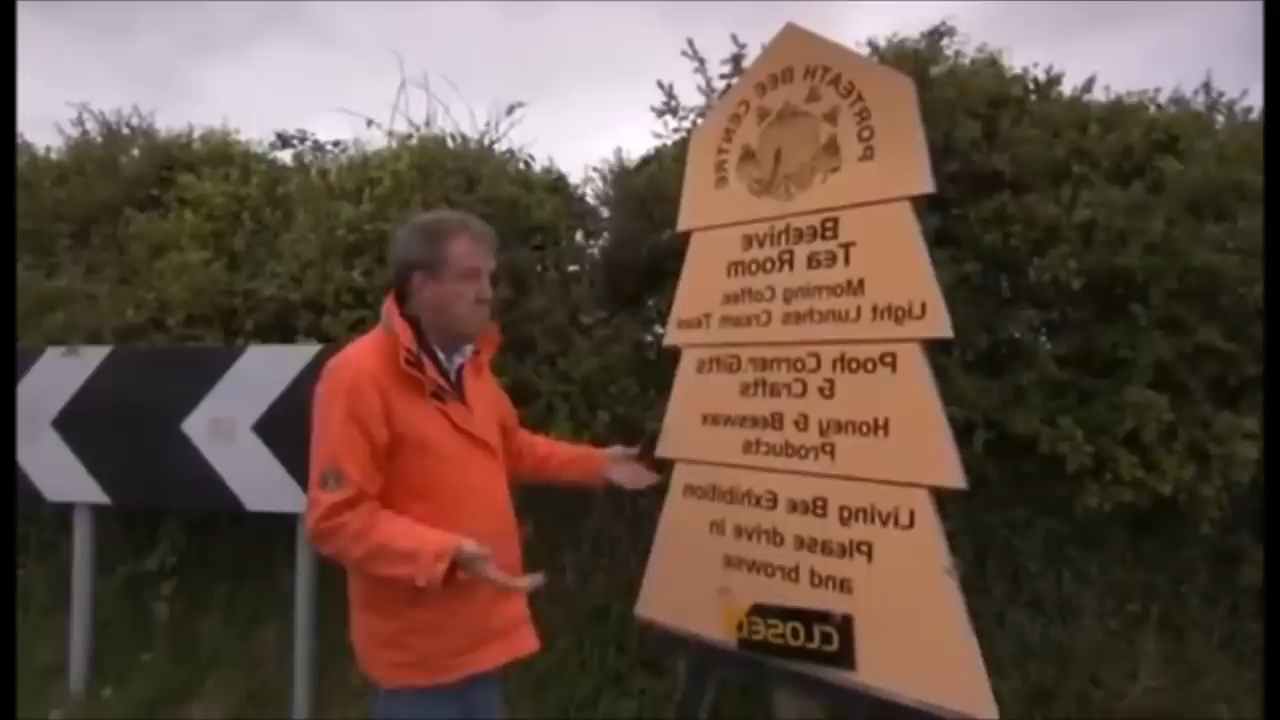 PORTEATH BEE CENTRE
Beehive
Tea Room
Morning Coffee
Light Lunches Cream Teas
Pooh Corner Gifts
& Crafts
Honey & Beeswax
Products
Living Bee Exhibition
Please drive in
and browse
CLOSED